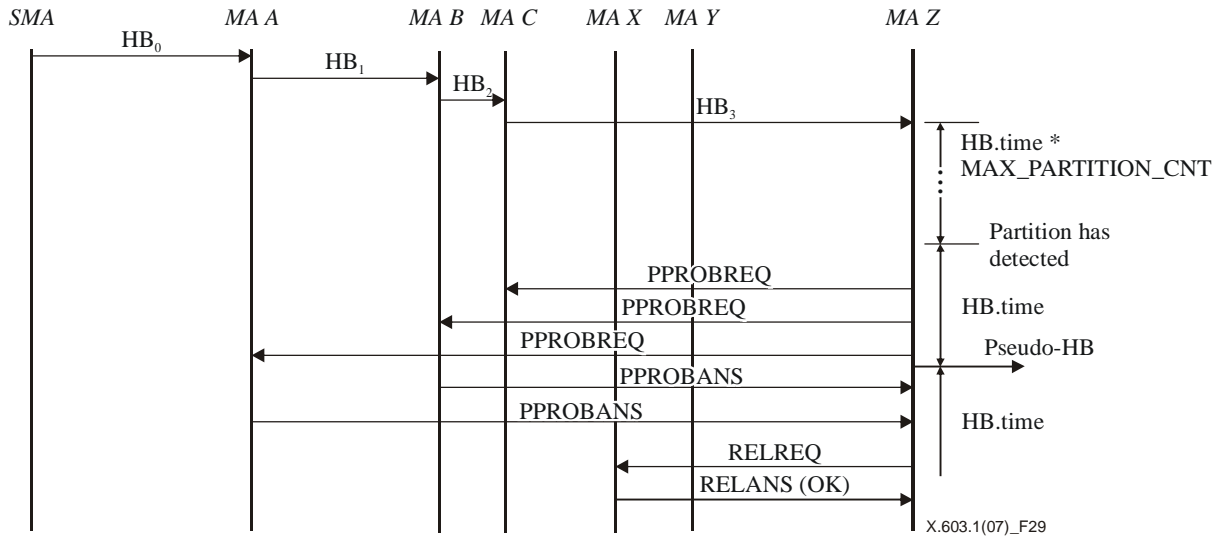 SMA MA A MA B MA C MA X MA Y MA Z
HB₀
HB₁
HB₂
HB₃
HB.time *
MAX_PARTITION_CNT
Partition has
detected
PPROBREQ
HB.time
PPROBREQ
PPROBREQ
Pseudo-HB
PPROBANS
PPROBANS
HB.time
RELREQ
RELANS (OK)
X.603.1(07)_F29